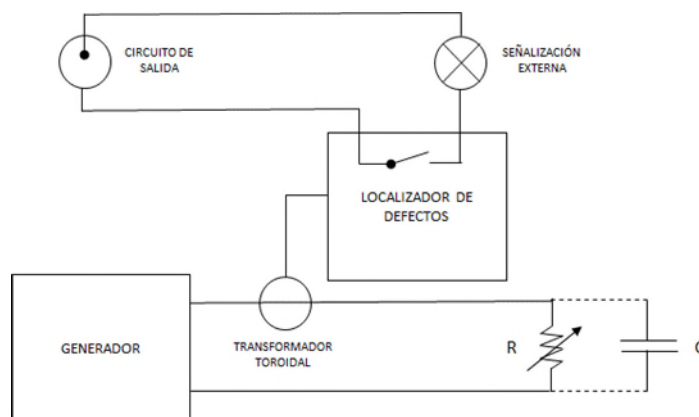 CIRCUITO DE
SALIDA
SEÑALIZACIÓN
EXTERNA
LOCALIZADOR DE
DEFECTOS
GENERADOR
TRANSFORMADOR
TOROIDAL
R
C